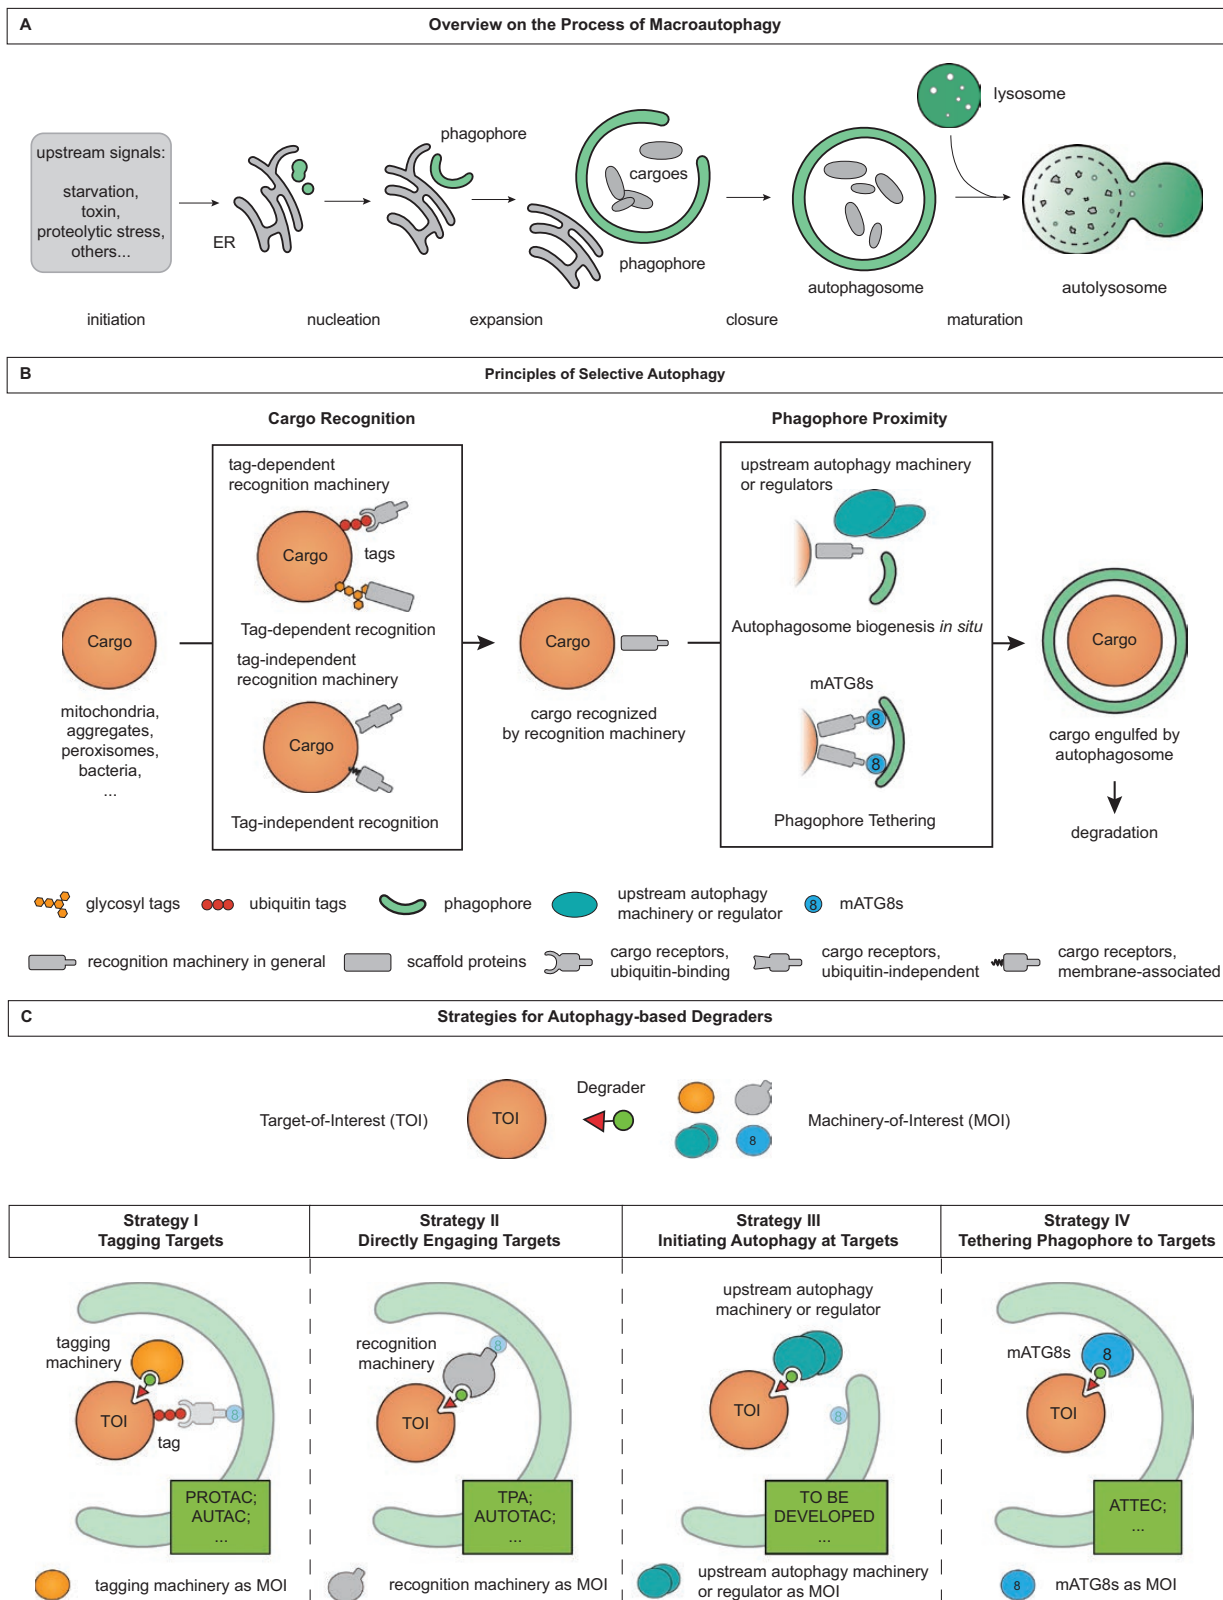 A
Overview on the Process of Macroautophagy
upstream signals:
starvation,
toxin,
proteolytic stress,
others...
ER
phagophore
cargoes
phagophore
lysosome
autophagosome
autolysosome
initiation
nucleation
expansion
closure
maturation
B
Principles of Selective Autophagy
Cargo Recognition
Phagophore Proximity
Cargo
mitochondria,
aggregates,
peroxisomes,
bacteria,
...
tag-dependent
recognition machinery
Cargo
tags
Tag-dependent recognition
tag-independent
recognition machinery
Cargo
Tag-independent recognition
Cargo
cargo recognized
by recognition machinery
upstream autophagy machinery
or regulators
Autophagosome biogenesis in situ
mATG8s
8
8
Phagophore Tethering
Cargo
cargo engulfed by
autophagosome
degradation
glycosyl tags
ubiquitin tags
phagophore
upstream autophagy
machinery or regulator
8
mATG8s
recognition machinery in general
scaffold proteins
cargo receptors,
ubiquitin-binding
cargo receptors,
ubiquitin-independent
cargo receptors,
membrane-associated
C
Strategies for Autophagy-based Degraders
Target-of-Interest (TOI)
TOI
Degrader
8
Machinery-of-Interest (MOI)
Strategy I
Tagging Targets
Strategy II
Directly Engaging Targets
Strategy III
Initiating Autophagy at Targets
Strategy IV
Tethering Phagophore to Targets
tagging
machinery
TOI
tag
8
PROTAC;
AUTAC;
...
tagging machinery as MOI
recognition
machinery
8
TOI
TPA;
AUTOTAC;
...
recognition machinery as MOI
upstream autophagy
machinery or regulator
TOI
8
TO BE
DEVELOPED
...
upstream autophagy machinery
or regulator as MOI
mATG8s
8
TOI
ATTEC;
...
8
mATG8s as MOI